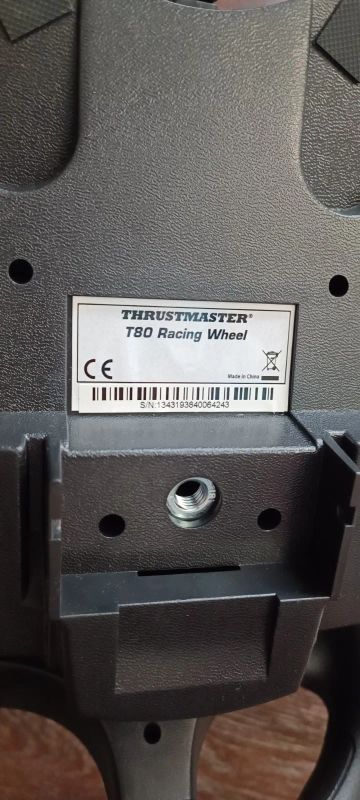 THRUSTMASTER®
T80 Racing Wheel
CE
Made in China
S/N:1343193840064243